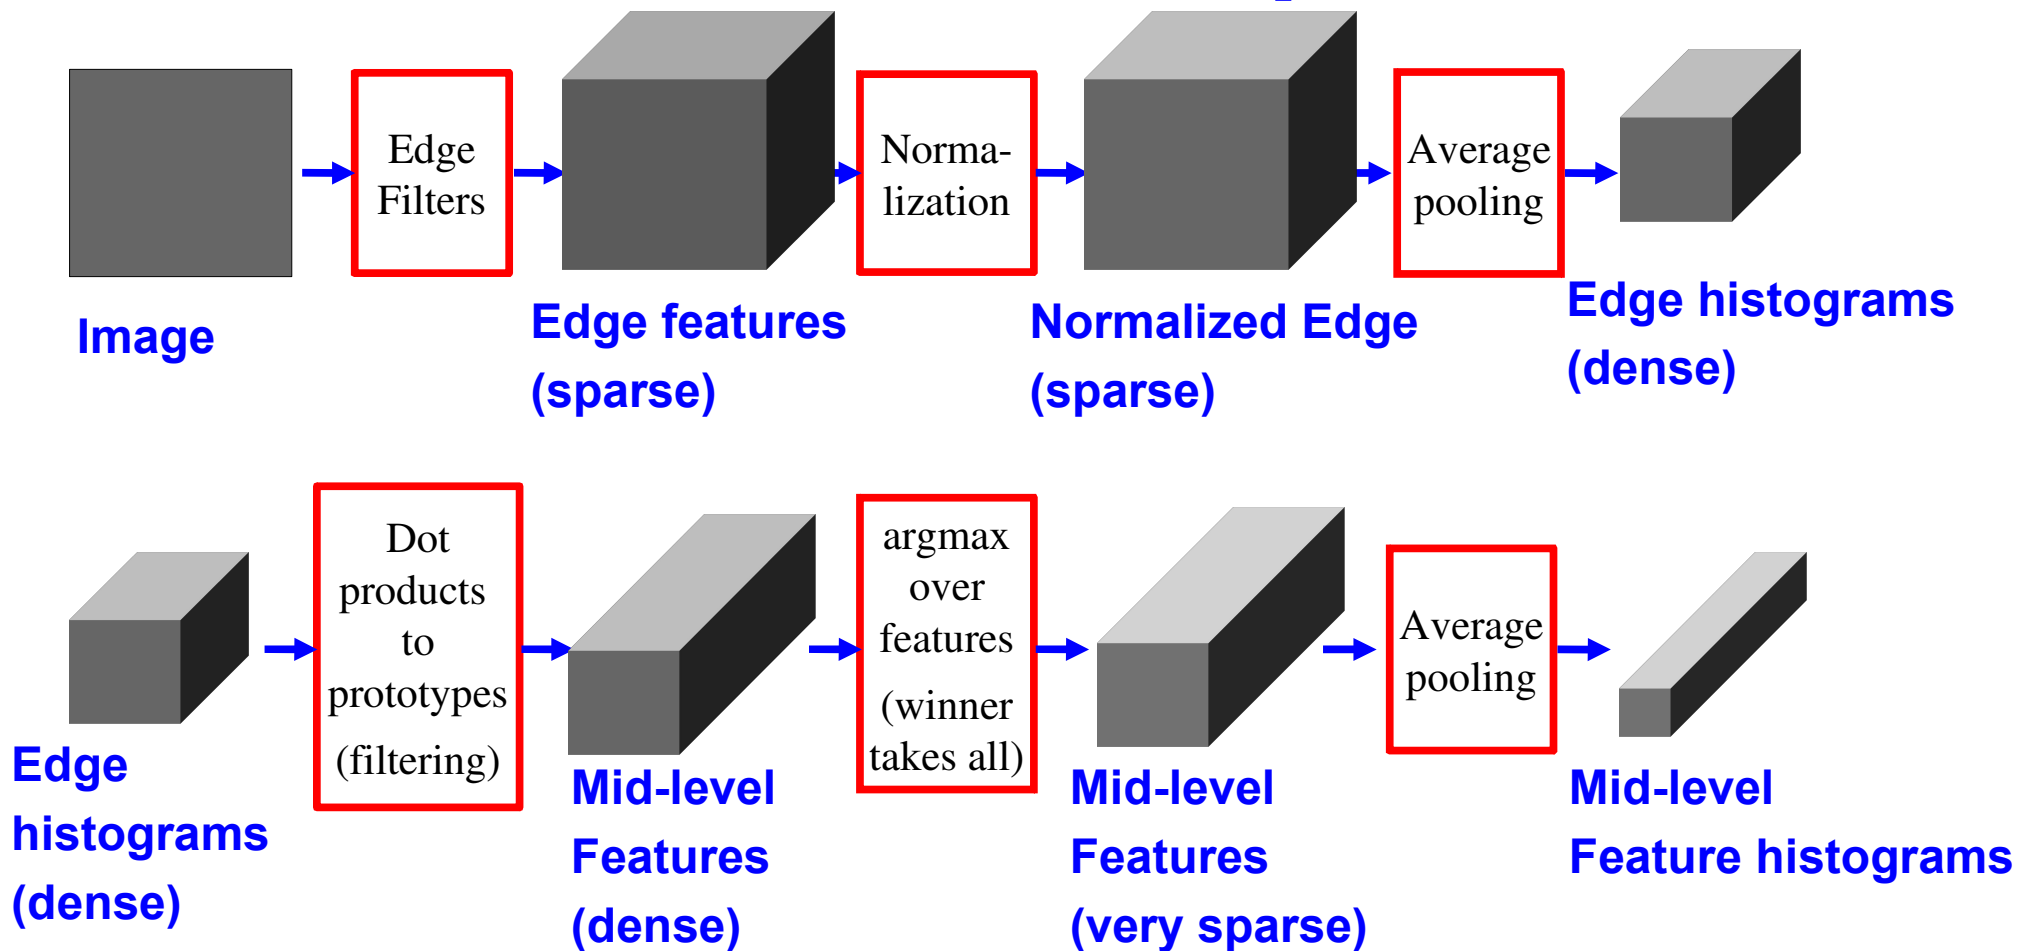 Edge
Filters
Norma-
lization
Average
pooling
Image
Edge features
(sparse)
Normalized Edge
(sparse)
Edge histograms
(dense)
Dot
products
to
prototypes
(filtering)
argmax
over
features
(winner
takes all)
Average
pooling
Edge
histograms
(dense)
Mid-level
Features
(dense)
Mid-level
Features
(very sparse)
Mid-level
Feature histograms